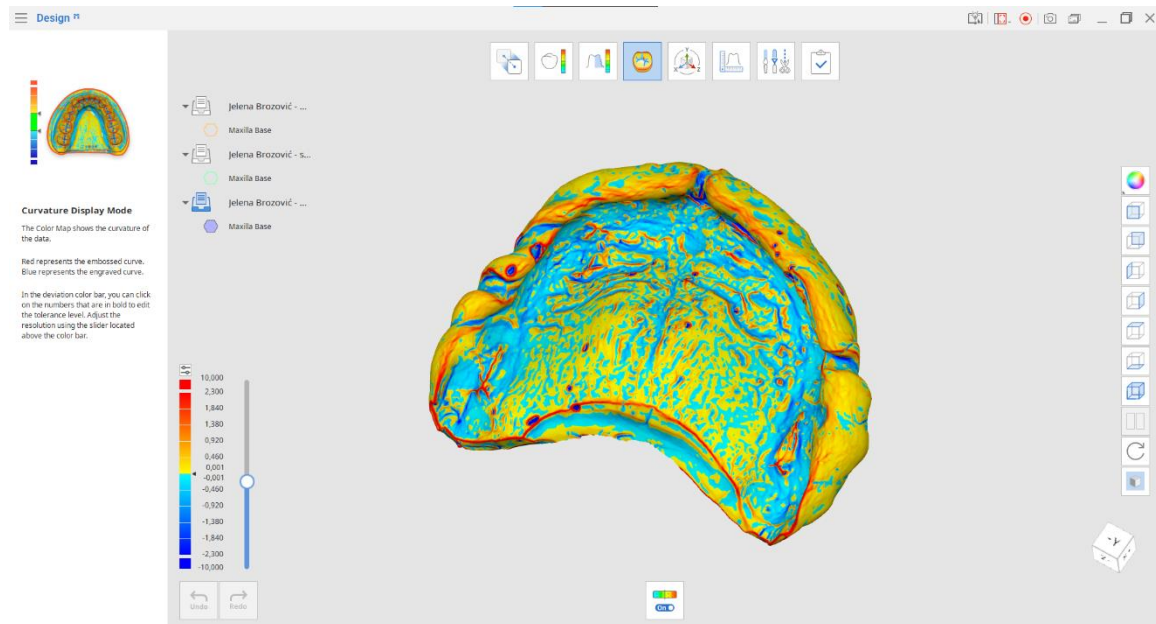 Design
Curvature Display Mode
The Color Map shows the curvature of
the data.
Red represents the embossed curve.
Blue represents the engraved curve.
In the deviation color bar, you can click
on the numbers that are in bold to edit
the tolerance level. Adjust the
resolution using the slider located
above the color bar.
Jelena Brozović - ...
Maxilla Base
Jelena Brozović - s...
Maxilla Base
Jelena Brozović - ...
Maxilla Base
10,000
2,300
1,840
1,380
0,920
0,460
0,001
-0,001
-0,460
-0,920
-1,380
-1,840
-2,300
-10,000
Undo
Redo
On
-Y